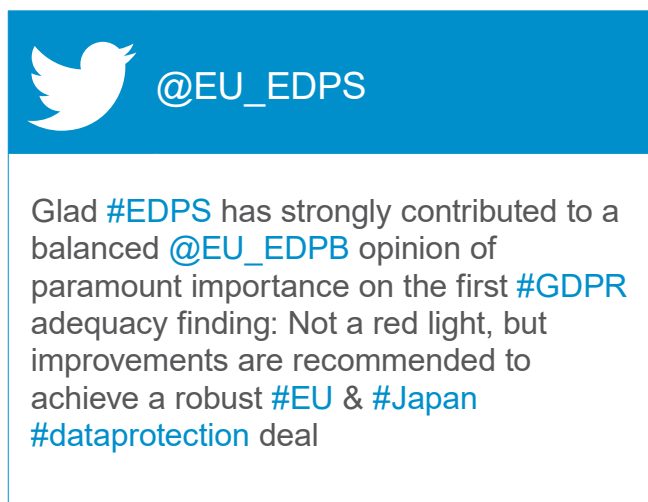 @EU_EDPS
Glad #EDPS has strongly contributed to a
balanced @EU_EDPB opinion of
paramount importance on the first #GDPR
adequacy finding: Not a red light, but
improvements are recommended to
achieve a robust #EU & #Japan
#dataprotection deal